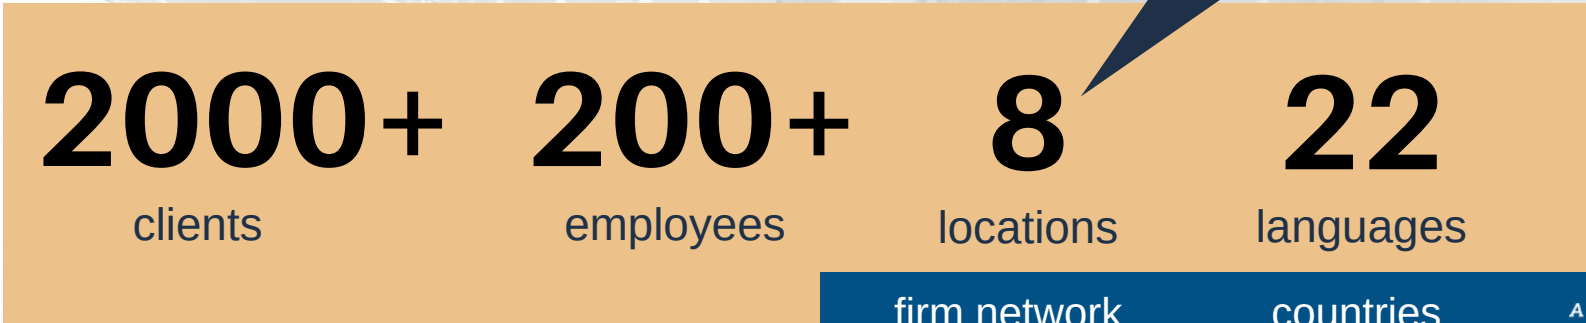 2000+ 200+ 8 22
clients employees locations languages
firm network countries
A